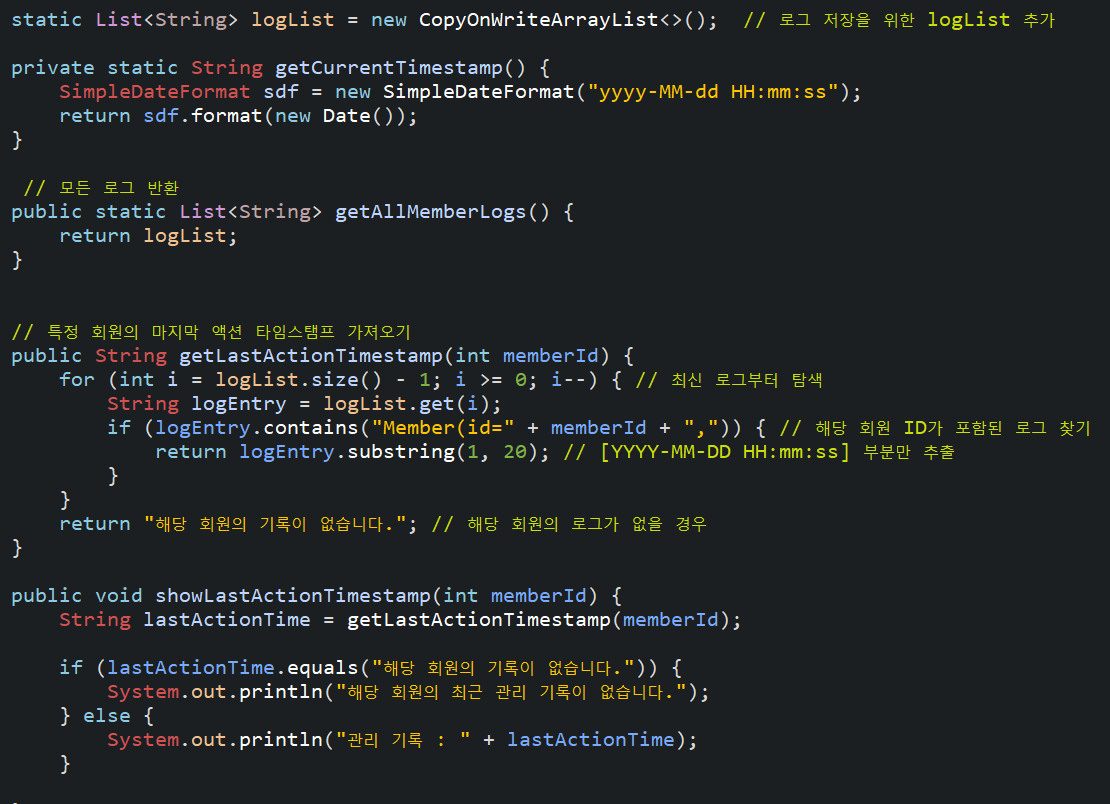 static List<String> logList = new CopyOnWriteArrayList<>();  // 로그 저장을 위한 logList 추가
private static String getCurrentTimestamp() {
    SimpleDateFormat sdf = new SimpleDateFormat("yyyy-MM-dd HH:mm:ss");
    return sdf.format(new Date());
}
 // 모든 로그 반환
public static List<String> getAllMemberLogs() {
    return logList;
}
// 특정 회원의 마지막 액션 타임스탬프 가져오기
public String getLastActionTimestamp(int memberId) {
    for (int i = logList.size() - 1; i >= 0; i--) { // 최신 로그부터 탐색
        String logEntry = logList.get(i);
        if (logEntry.contains("Member(id=" + memberId + ",")) { // 해당 회원 ID가 포함된 로그 찾기
            return logEntry.substring(1, 20); // [YYYY-MM-DD HH:mm:ss] 부분만 추출
        }
    }
    return "해당 회원의 기록이 없습니다."; // 해당 회원의 로그가 없을 경우
}
public void showLastActionTimestamp(int memberId) {
    String lastActionTime = getLastActionTimestamp(memberId);
    if (lastActionTime.equals("해당 회원의 기록이 없습니다.")) {
        System.out.println("해당 회원의 최근 관리 기록이 없습니다.");
    } else {
        System.out.println("관리 기록 : " + lastActionTime);
    }